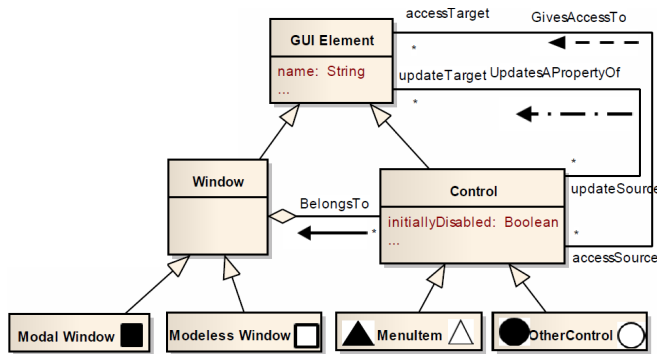 accessTarget
GivesAccessTo
GUI Element
*
name: String
...
updateTarget
UpdatesAPropertyOf
*
Window
Control
*
updateSource
BelongsTo
initiallyDisabled: Boolean
...
*
*
accessSource
Modal Window
Modeless Window
MenuItem
OtherControl